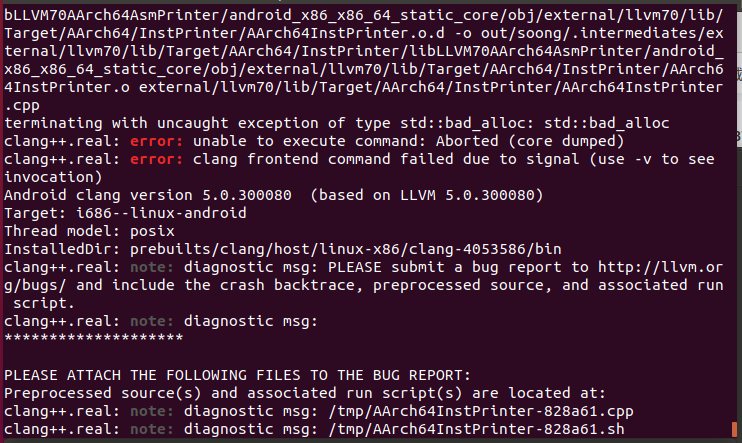 bLLVM70AArch64AsmPrinter/android_x86_x86_64_static_core/obj/external/llvm70/lib/
Target/AArch64/InstPrinter/AArch64InstPrinter.o.d -o out/soong/.intermediates/ex
ternal/llvm70/lib/Target/AArch64/InstPrinter/libLLVM70AArch64AsmPrinter/android_
x86_x86_64_static_core/obj/external/llvm70/lib/Target/AArch64/InstPrinter/AArch6
4InstPrinter.o external/llvm70/lib/Target/AArch64/InstPrinter/AArch64InstPrinter
.cpp
terminating with uncaught exception of type std::bad_alloc: std::bad_alloc
clang++.real: error: unable to execute command: Aborted (core dumped)
clang++.real: error: clang frontend command failed due to signal (use -v to see
invocation)
Android clang version 5.0.300080  (based on LLVM 5.0.300080)
Target: i686--linux-android
Thread model: posix
InstalledDir: prebuilts/clang/host/linux-x86/clang-4053586/bin
clang++.real: note: diagnostic msg: PLEASE submit a bug report to http://llvm.or
g/bugs/ and include the crash backtrace, preprocessed source, and associated run
 script.
clang++.real: note: diagnostic msg:
********************
PLEASE ATTACH THE FOLLOWING FILES TO THE BUG REPORT:
Preprocessed source(s) and associated run script(s) are located at:
clang++.real: note: diagnostic msg: /tmp/AArch64InstPrinter-828a61.cpp
clang++.real: note: diagnostic msg: /tmp/AArch64InstPrinter-828a61.sh